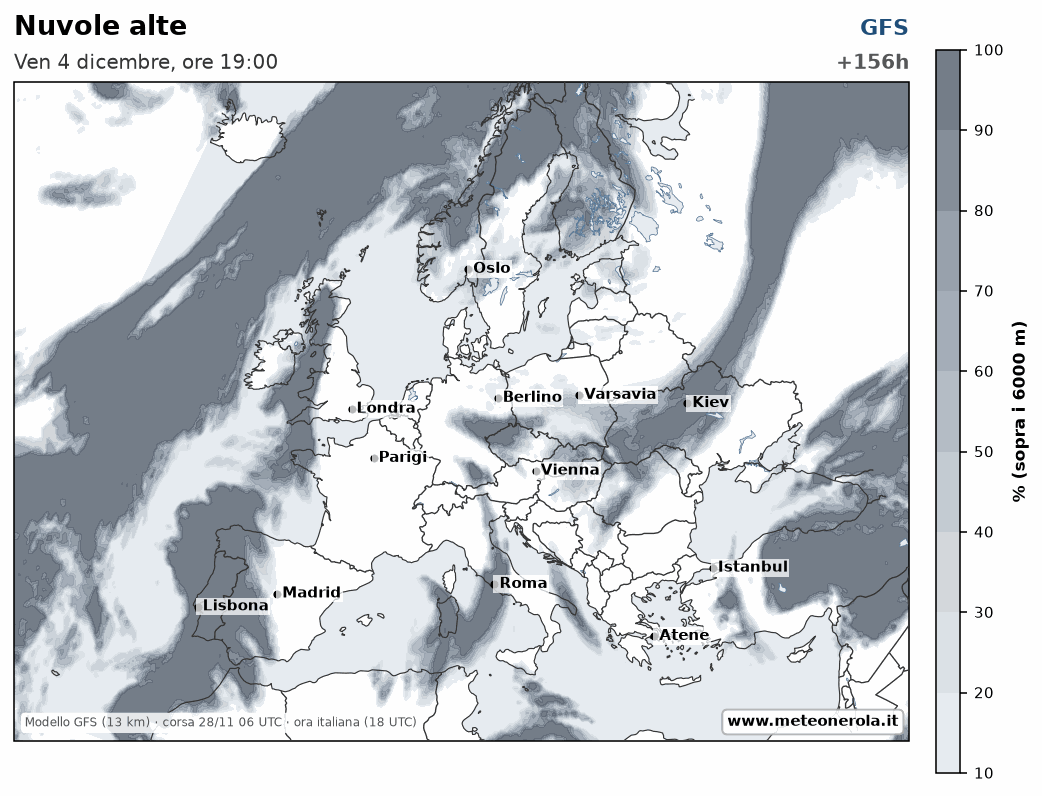 Nuvole alte
GFS
Ven 4 dicembre, ore 19:00
+156h
100
90
80
70
60
50
40
30
20
10
% (sopra i 6000 m)
Oslo
Berlino
Varsavia
Kiev
Londra
Parigi
Vienna
Istanbul
Roma
Madrid
Lisbona
Atene
Modello GFS (13 km) · corsa 28/11 06 UTC · ora italiana (18 UTC)
www.meteonerola.it